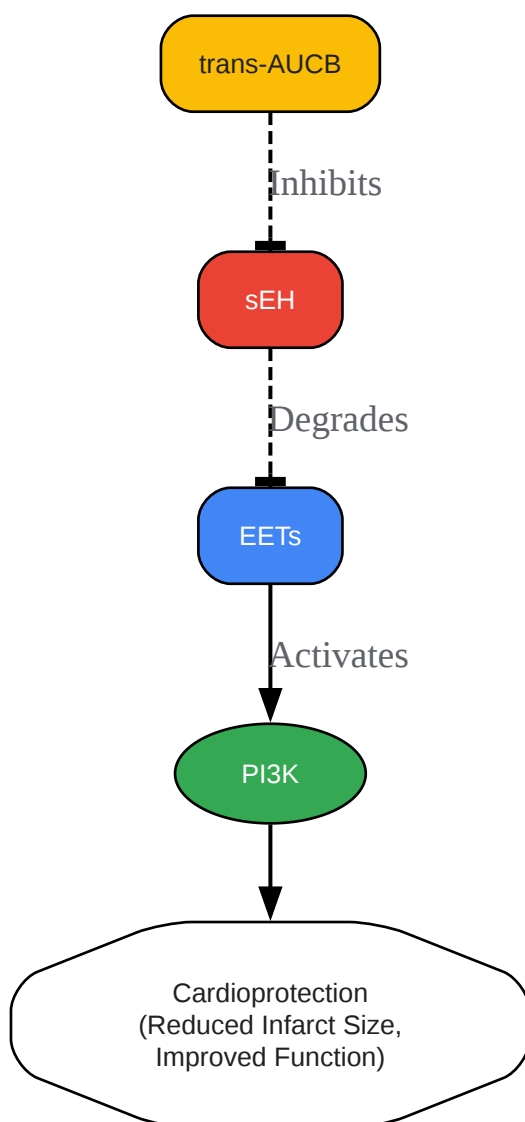 trans-AUCB
Inhibits
sEH
Degrades
EETs
Activates
PI3K
Cardioprotection
(Reduced Infarct Size,
Improved Function)